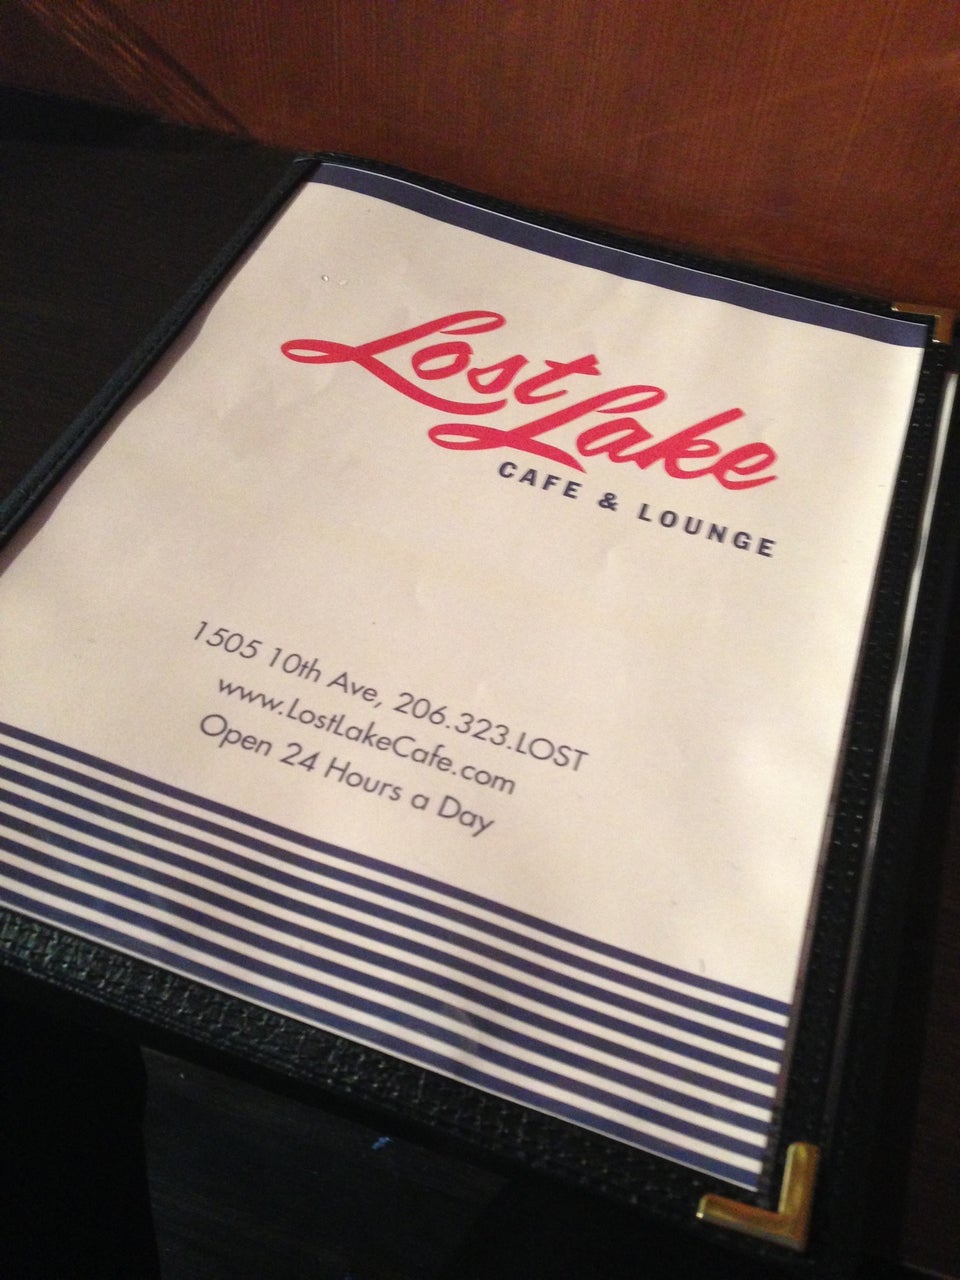 Lost Lake
CAFE & LOUNGE
1505 10th Ave, 206.323.LOST
www.LostLakeCafe.com
Open 24 Hours a Day